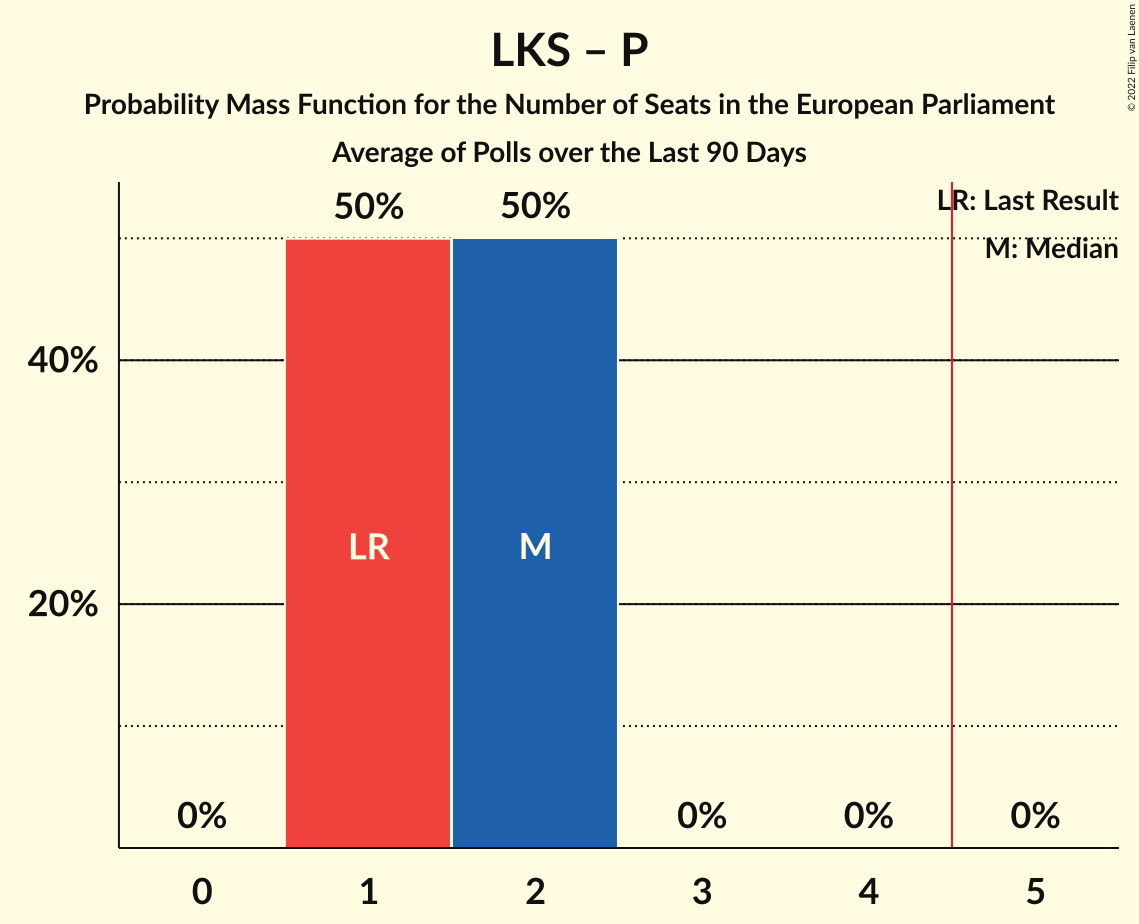 LKS – P
Probability Mass Function for the Number of Seats in the European Parliament
Average of Polls over the Last 90 Days
© 2022 Filip van Laenen
50% 50%
LR: Last Result
M: Median
40%
LR M
20%
0% 0% 0% 0%
0 1 2 3 4 5